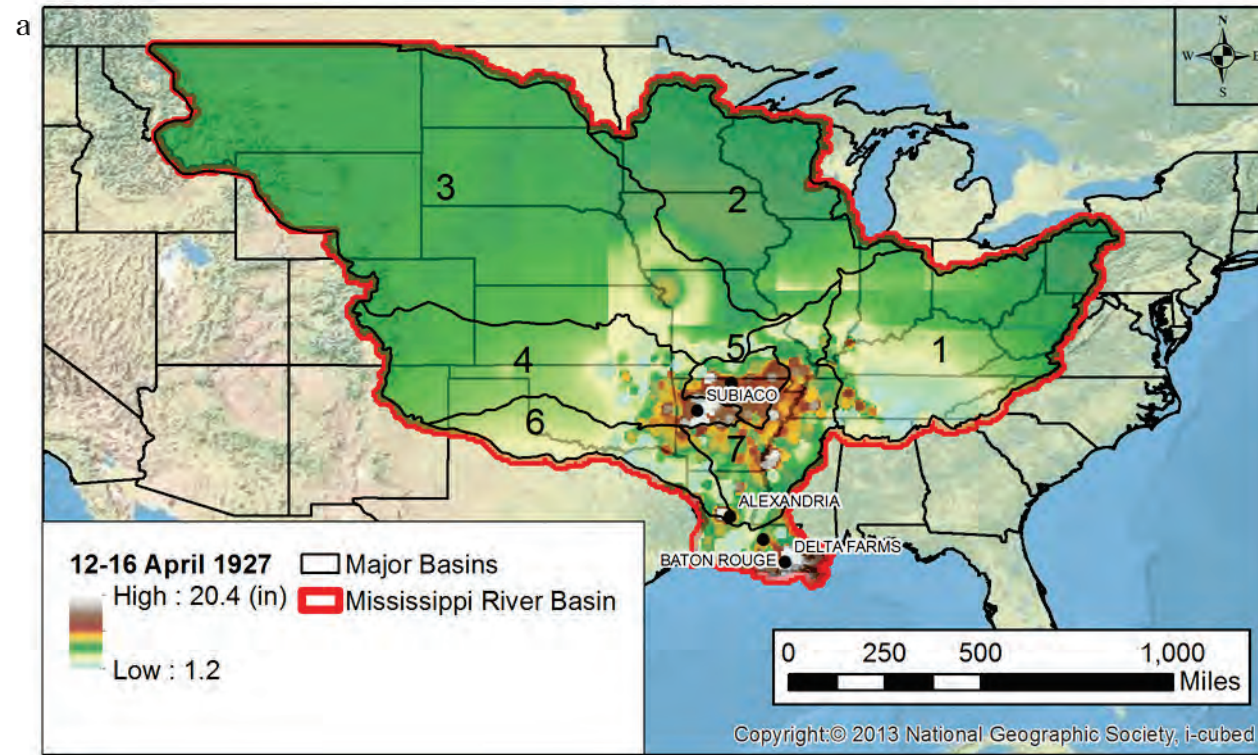 a
N
W E
S
3
2
5
1
4
SUBIACO
6
7
ALEXANDRIA
DELTA FARMS
BATON ROUGE
12-16 April 1927
High : 20.4 (in)
Low : 1.2
Major Basins
Mississippi River Basin
0 250 500 1,000
Miles
Copyright:© 2013 National Geographic Society, i-cubed